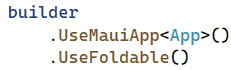 builder
    .UseMauiApp<App>()
    .UseFoldable()